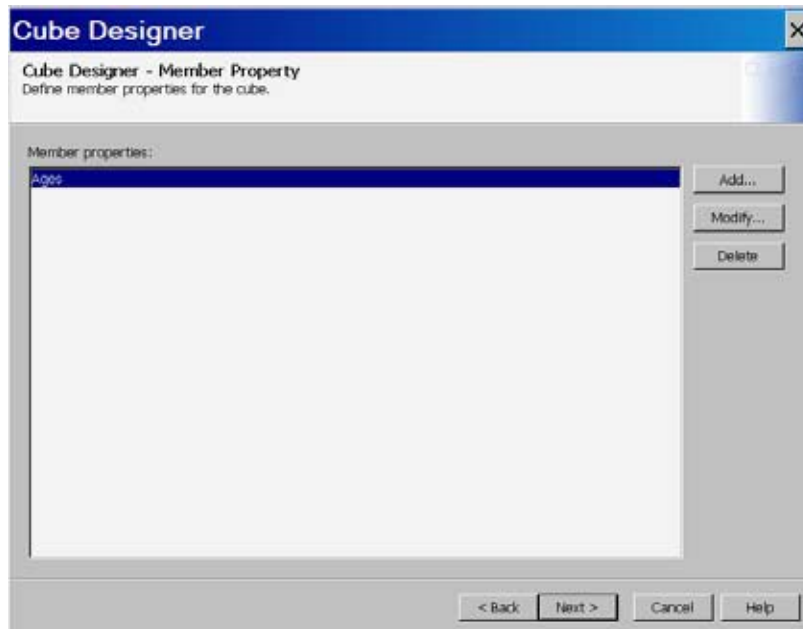 Cube Designer
Cube Designer - Member Property
Define member properties for the cube.
Member properties:
Ages
Add...
Modify...
Delete
< Back Next > Cancel Help